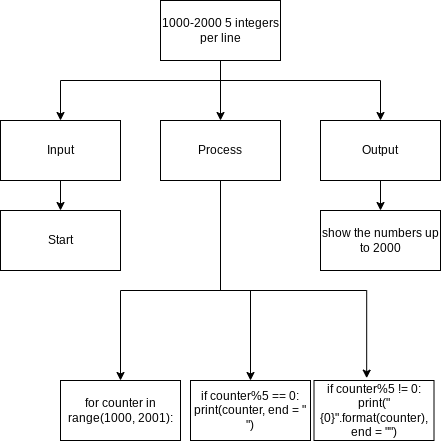 1000-2000 5 integers
per line
Input
Process
Output
Start
show the numbers up
to 2000
for counter in
range(1000, 2001):
if counter%5 == 0:
print(counter, end = "
")
if counter%5 != 0:
print("
{0}".format(counter),
end = "")